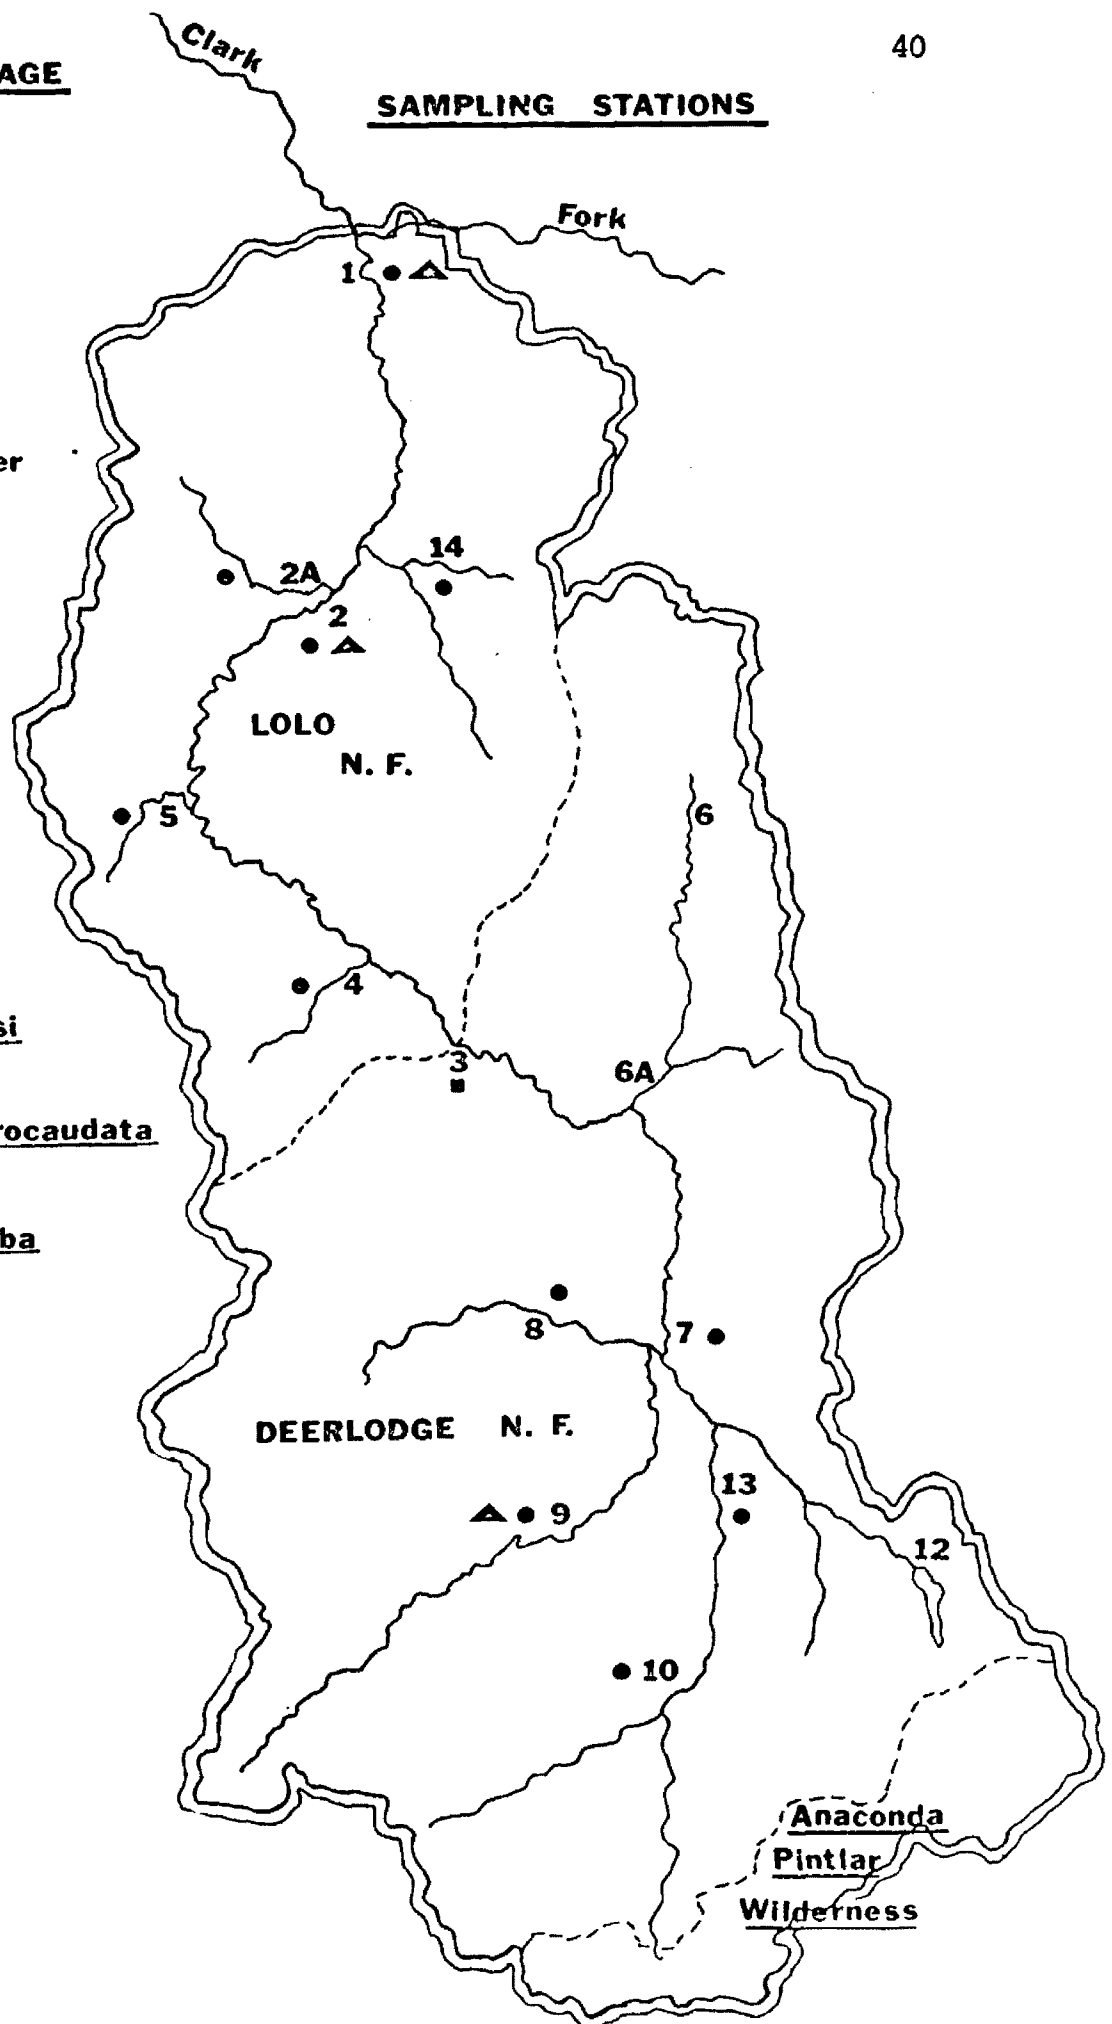 40
AGE
SAMPLING STATIONS
Clark
Fork
1
er
14
2A
2
LOLO
N. F.
5
6
4
si
3
6A
rocaudata
ba
8
7
DEERLODGE N. F.
13
9
12
10
Anaconda
Pintlar
Wilderness